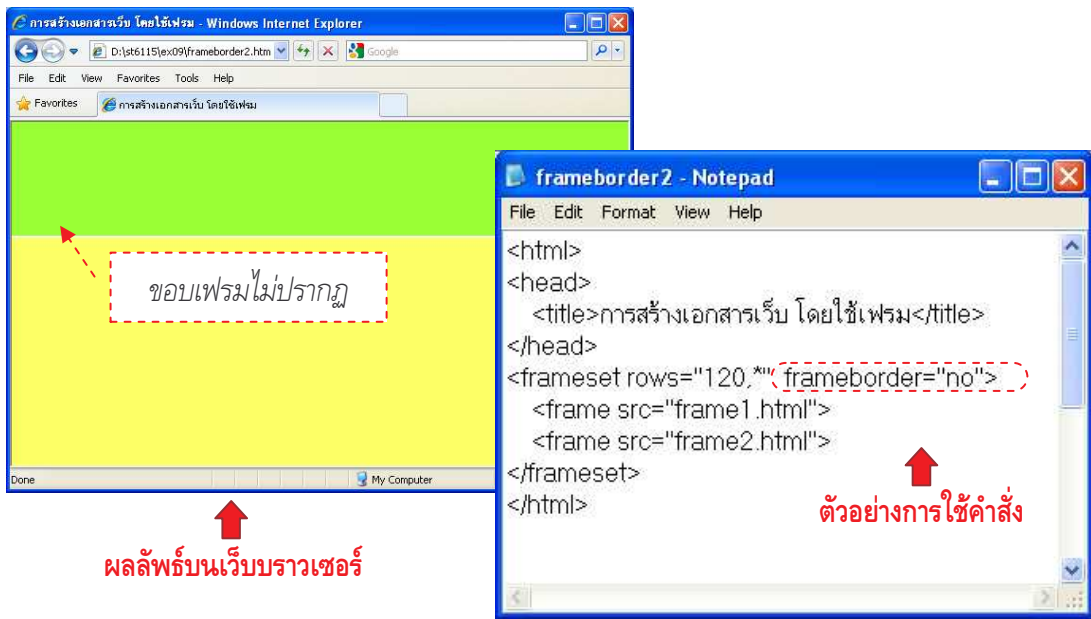 การสร้างเอกสารเว็บ โดยใช้เฟรม - Windows Internet Explorer
D:\st6115\ex09\frameborder2.htm
Google
File Edit View Favorites Tools Help
Favorites
การสร้างเอกสารเว็บ โดยใช้เฟรม
ขอบเฟรมไม่ปรากฏ
Done
My Computer
ผลลัพธ์บนเว็บบราวเซอร์
frameborder2 - Notepad
File Edit Format View Help
<html>
<head>
<title>การสร้างเอกสารเว็บ โดยใช้เฟรม</title>
</head>
<frameset rows="120,*" frameborder="no">
<frame src="frame1.html">
<frame src="frame2.html">
</frameset>
</html>
ตัวอย่างการใช้คำสั่ง